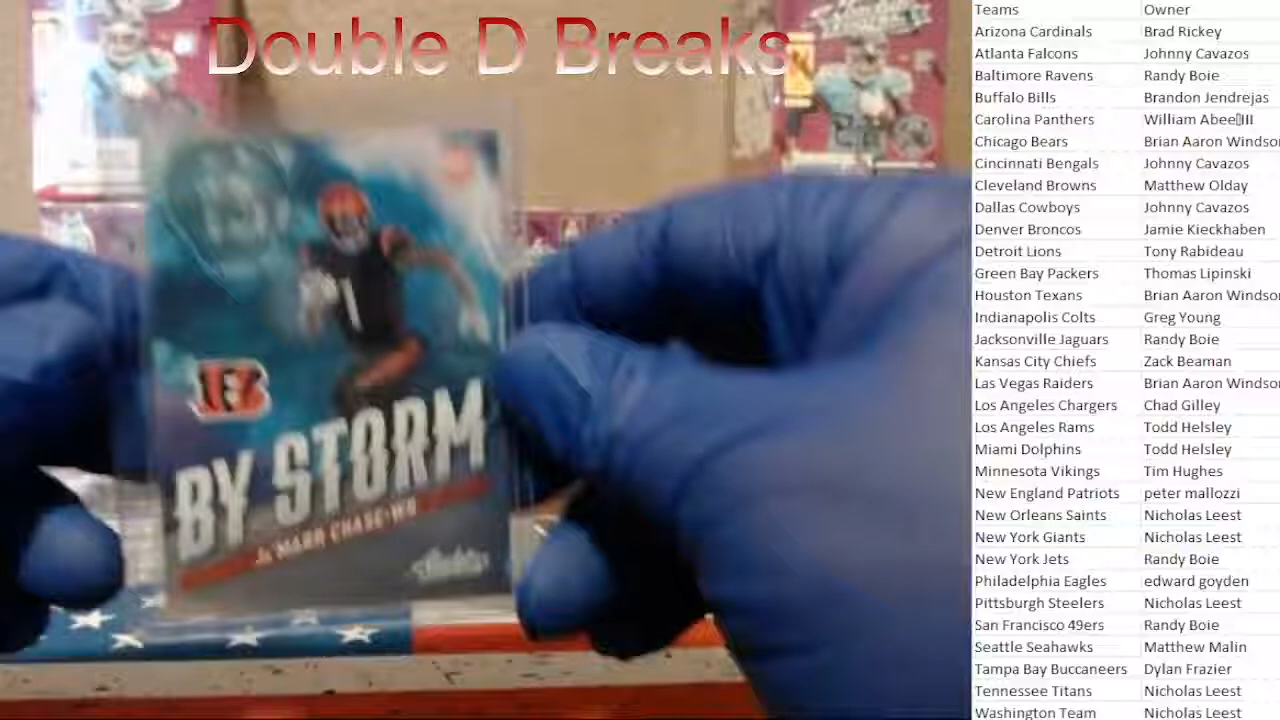 Double D Breaks
1
BY STORM
Ja'MARR CHASE-WR
Absolute
Teams Owner
Arizona Cardinals Brad Rickey
Atlanta Falcons Johnny Cavazos
Baltimore Ravens Randy Boie
Buffalo Bills Brandon Jendrejas
Carolina Panthers William Abee▯III
Chicago Bears Brian Aaron Windsor
Cincinnati Bengals Johnny Cavazos
Cleveland Browns Matthew Olday
Dallas Cowboys Johnny Cavazos
Denver Broncos Jamie Kieckhaben
Detroit Lions Tony Rabideau
Green Bay Packers Thomas Lipinski
Houston Texans Brian Aaron Windsor
Indianapolis Colts Greg Young
Jacksonville Jaguars Randy Boie
Kansas City Chiefs Zack Beaman
Las Vegas Raiders Brian Aaron Windsor
Los Angeles Chargers Chad Gilley
Los Angeles Rams Todd Helsley
Miami Dolphins Todd Helsley
Minnesota Vikings Tim Hughes
New England Patriots peter mallozzi
New Orleans Saints Nicholas Leest
New York Giants Nicholas Leest
New York Jets Randy Boie
Philadelphia Eagles edward goyden
Pittsburgh Steelers Nicholas Leest
San Francisco 49ers Randy Boie
Seattle Seahawks Matthew Malin
Tampa Bay Buccaneers Dylan Frazier
Tennessee Titans Nicholas Leest
Washington Team Nicholas Leest